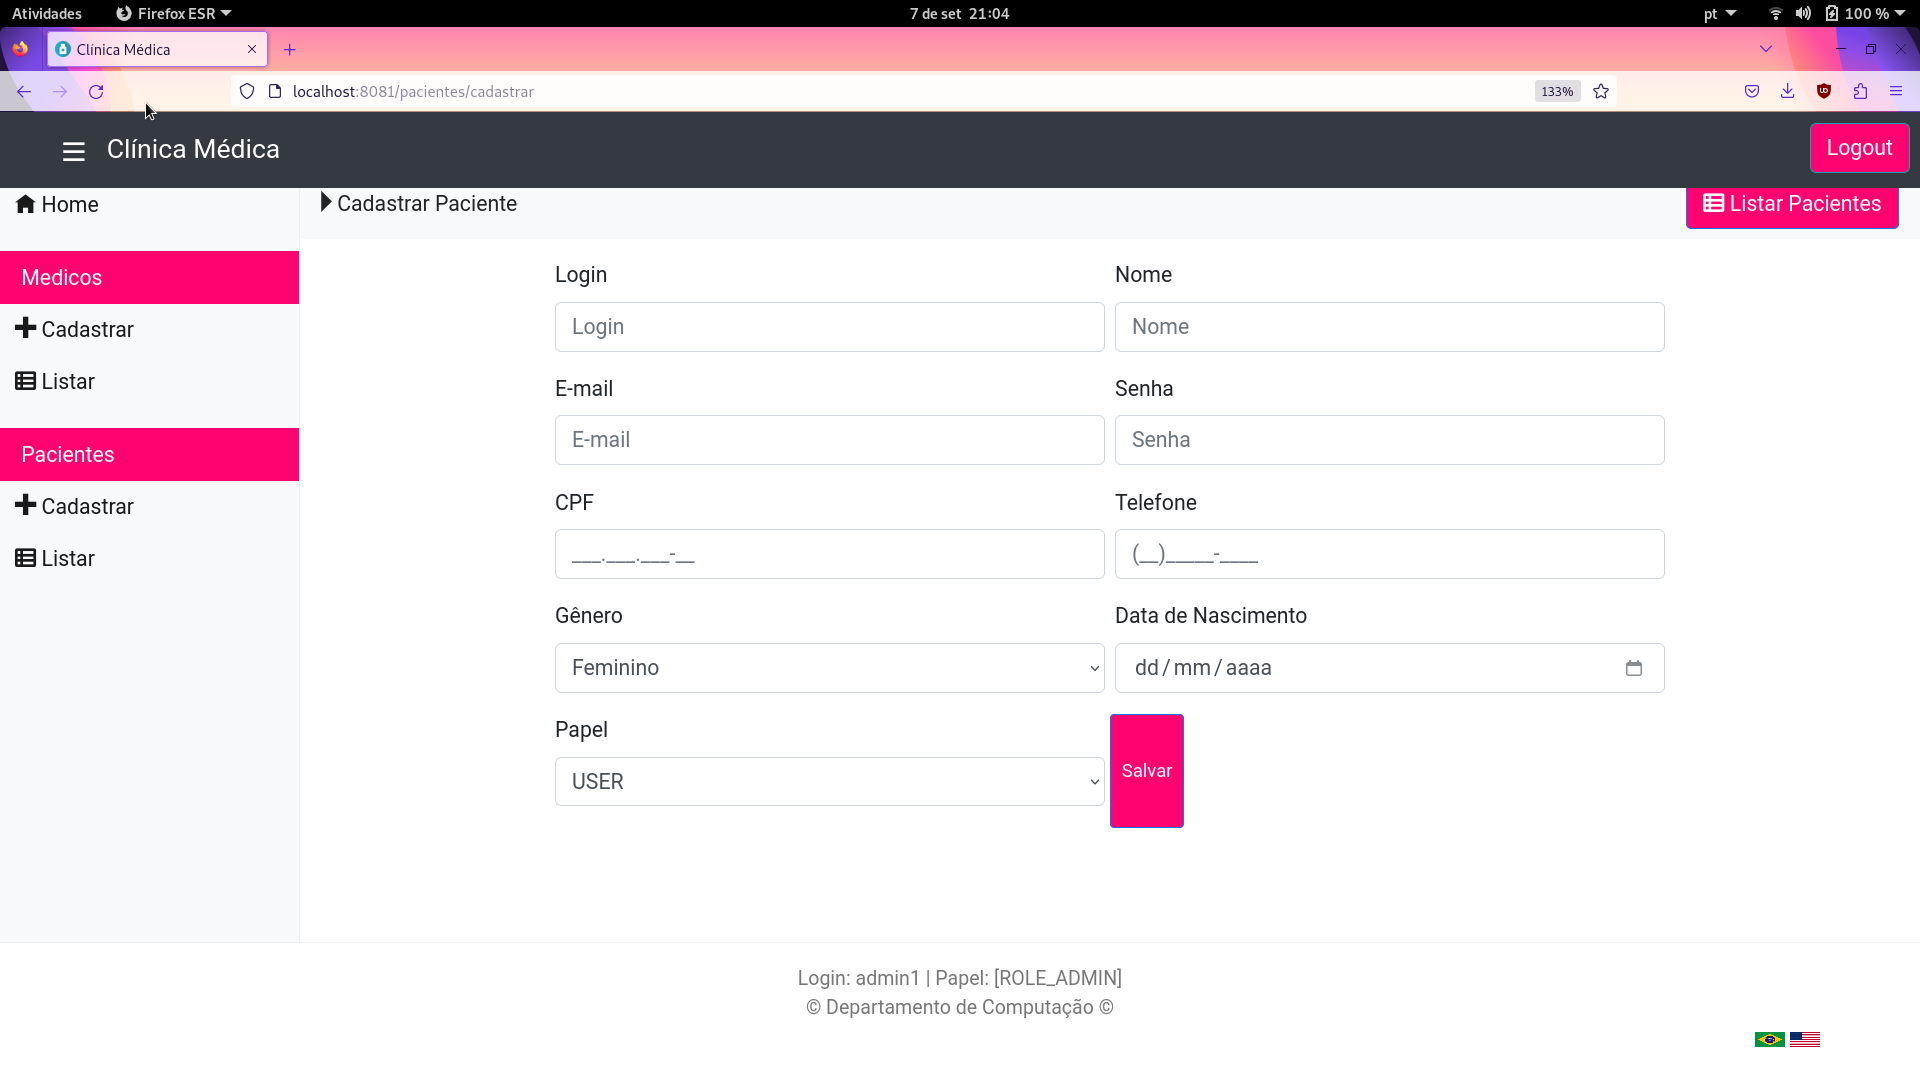 Atividades Firefox ESR 7 de set 21:04 pt 100 %
Clínica Médica
localhost:8081/pacientes/cadastrar 133%
Clínica Médica Logout
Home
Medicos
Cadastrar
Listar
Pacientes
Cadastrar
Listar
Cadastrar Paciente Listar Pacientes
Login Nome
Login Nome
E-mail Senha
E-mail Senha
CPF Telefone
___.___.___-__ (__)_____-____
Gênero Data de Nascimento
Feminino dd/mm/aaaa
Papel
USER Salvar
Login: admin1 | Papel: [ROLE_ADMIN]
© Departamento de Computação ©